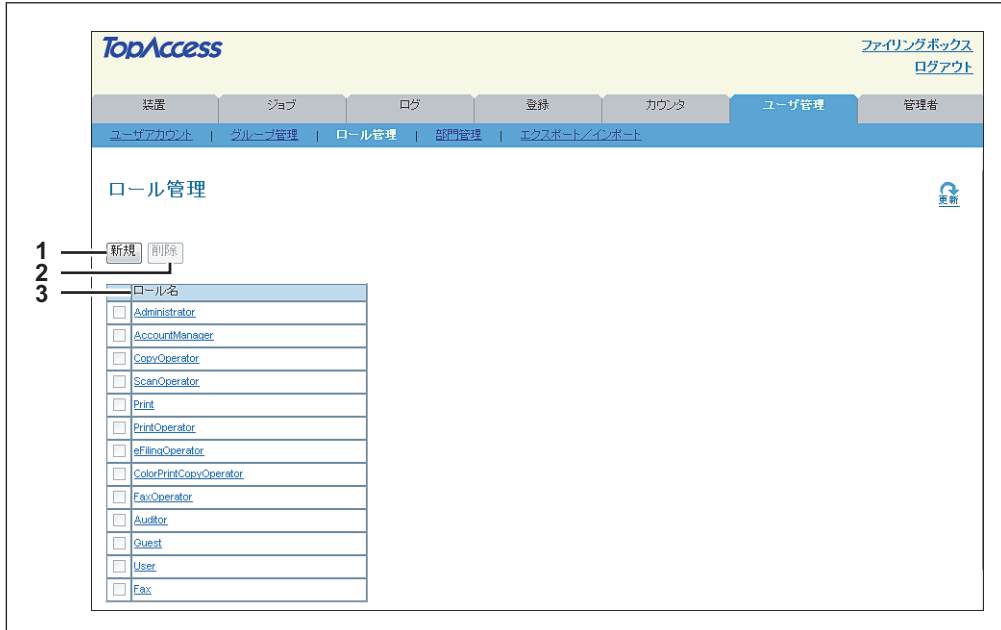 TopAccess
ファイリングボックス
ログアウト
装置 ジョブ ログ 登録 カウンタ ユーザ管理 管理者
ユーザアカウント | グループ管理 | ロール管理 | 部門管理 | エクスポート／インポート
ロール管理
更新
1 新規 削除
2
3 ロール名
Administrator
AccountManager
CopyOperator
ScanOperator
Print
PrintOperator
eFilingOperator
ColorPrintCopyOperator
FaxOperator
Auditor
Guest
User
Fax